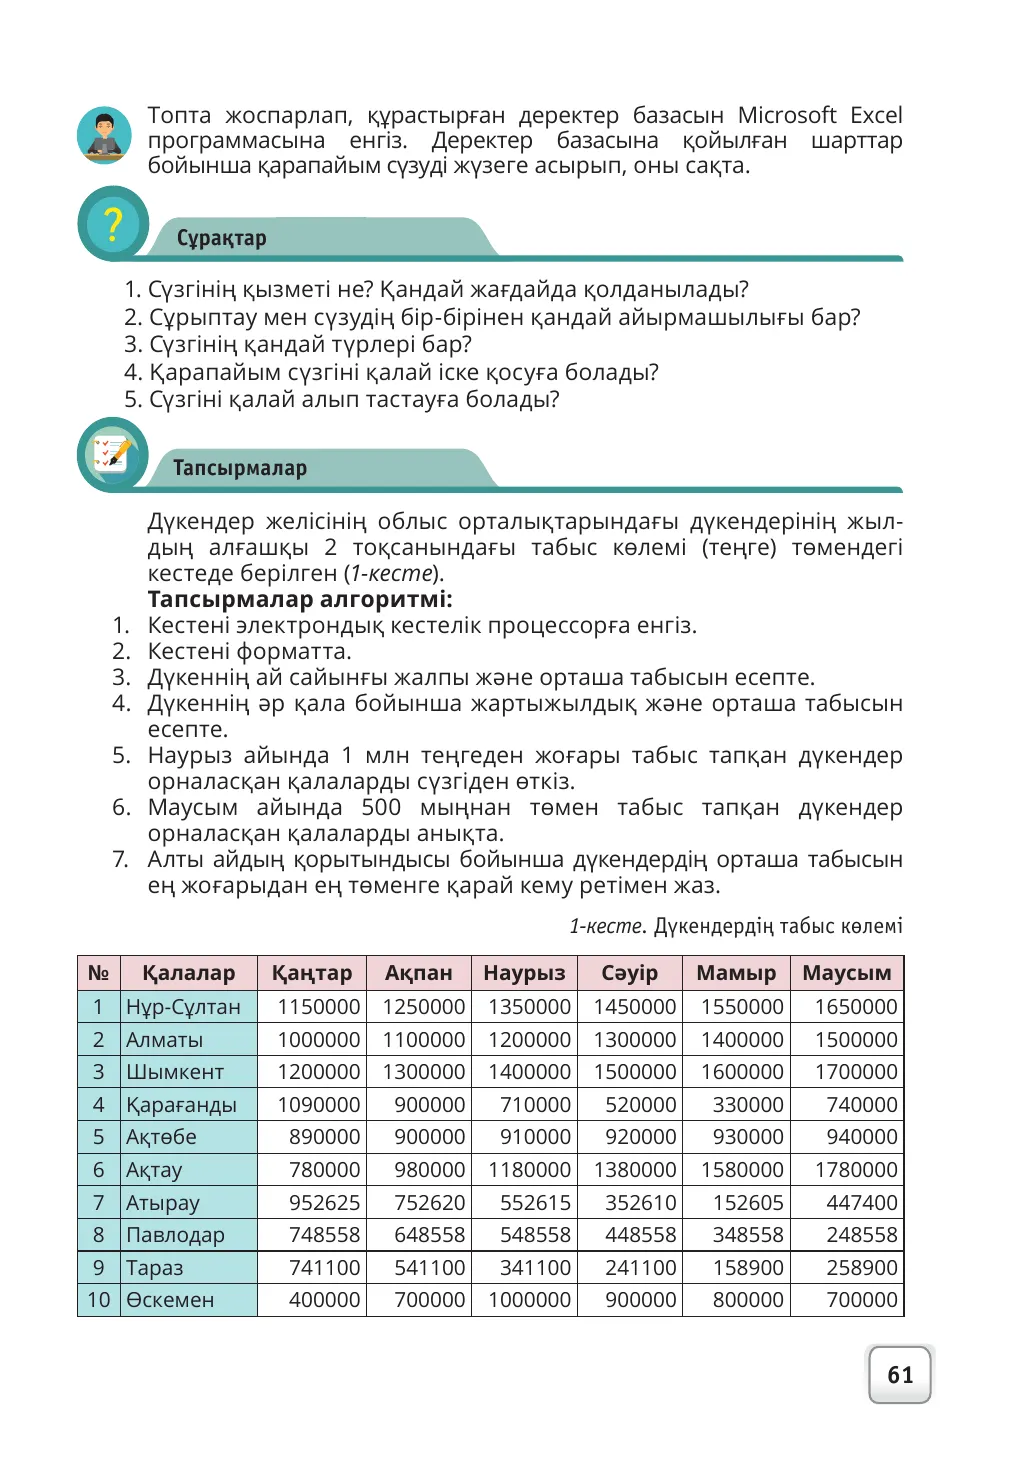 Топта жоспарлап, құрастырған деректер базасын Microsoft Excel
программасына енгіз. Деректер базасына қойылған шарттар
бойынша қарапайым сүзуді жүзеге асырып, оны сақта.
?
Сұрақтар
1. Сүзгінің қызметі не? Қандай жағдайда қолданылады?
2. Сұрыптау мен сүзудің бір-бірінен қандай айырмашылығы бар?
3. Сүзгінің қандай түрлері бар?
4. Қарапайым сүзгіні қалай іске қосуға болады?
5. Сүзгіні қалай алып тастауға болады?
Тапсырмалар
Дүкендер желісінің облыс орталықтарындағы дүкендерінің жыл-
дың алғашқы 2 тоқсанындағы табыс көлемі (теңге) төмендегі
кестеде берілген (1-кесте).
Тапсырмалар алгоритмі:
1. Кестені электрондық кестелік процессорға енгіз.
2. Кестені форматта.
3. Дүкеннің ай сайынғы жалпы және орташа табысын есепте.
4. Дүкеннің әр қала бойынша жартыжылдық және орташа табысын
есепте.
5. Наурыз айында 1 млн теңгеден жоғары табыс тапқан дүкендер
орналасқан қалаларды сүзгіден өткіз.
6. Маусым айында 500 мыңнан төмен табыс тапқан дүкендер
орналасқан қалаларды анықта.
7. Алты айдың қорытындысы бойынша дүкендердің орташа табысын
ең жоғарыдан ең төменге қарай кему ретімен жаз.
1-кесте. Дүкендердің табыс көлемі
№ Қалалар Қаңтар Ақпан Наурыз Сәуір Мамыр Маусым
1 Нұр-Сұлтан 1150000 1250000 1350000 1450000 1550000 1650000
2 Алматы 1000000 1100000 1200000 1300000 1400000 1500000
3 Шымкент 1200000 1300000 1400000 1500000 1600000 1700000
4 Қарағанды 1090000 900000 710000 520000 330000 740000
5 Ақтөбе 890000 900000 910000 920000 930000 940000
6 Ақтау 780000 980000 1180000 1380000 1580000 1780000
7 Атырау 952625 752620 552615 352610 152605 447400
8 Павлодар 748558 648558 548558 448558 348558 248558
9 Тараз 741100 541100 341100 241100 158900 258900
10 Өскемен 400000 700000 1000000 900000 800000 700000
61